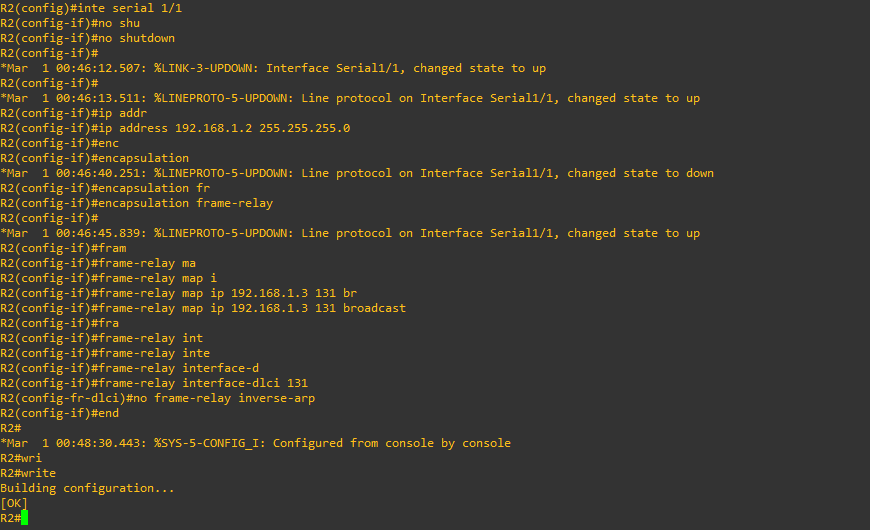 R2(config)#inte serial 1/1
R2(config-if)#no shu
R2(config-if)#no shutdown
R2(config-if)#
*Mar  1 00:46:12.507: %LINK-3-UPDOWN: Interface Serial1/1, changed state to up
R2(config-if)#
*Mar  1 00:46:13.511: %LINEPROTO-5-UPDOWN: Line protocol on Interface Serial1/1, changed state to up
R2(config-if)#ip addr
R2(config-if)#ip address 192.168.1.2 255.255.255.0
R2(config-if)#enc
R2(config-if)#encapsulation
*Mar  1 00:46:40.251: %LINEPROTO-5-UPDOWN: Line protocol on Interface Serial1/1, changed state to down
R2(config-if)#encapsulation fr
R2(config-if)#encapsulation frame-relay
R2(config-if)#
*Mar  1 00:46:45.839: %LINEPROTO-5-UPDOWN: Line protocol on Interface Serial1/1, changed state to up
R2(config-if)#fram
R2(config-if)#frame-relay ma
R2(config-if)#frame-relay map i
R2(config-if)#frame-relay map ip 192.168.1.3 131 br
R2(config-if)#frame-relay map ip 192.168.1.3 131 broadcast
R2(config-if)#fra
R2(config-if)#frame-relay int
R2(config-if)#frame-relay inte
R2(config-if)#frame-relay interface-d
R2(config-if)#frame-relay interface-dlci 131
R2(config-fr-dlci)#no frame-relay inverse-arp
R2(config-if)#end
R2#
*Mar  1 00:48:30.443: %SYS-5-CONFIG_I: Configured from console by console
R2#wri
R2#write
Building configuration...
[OK]
R2#